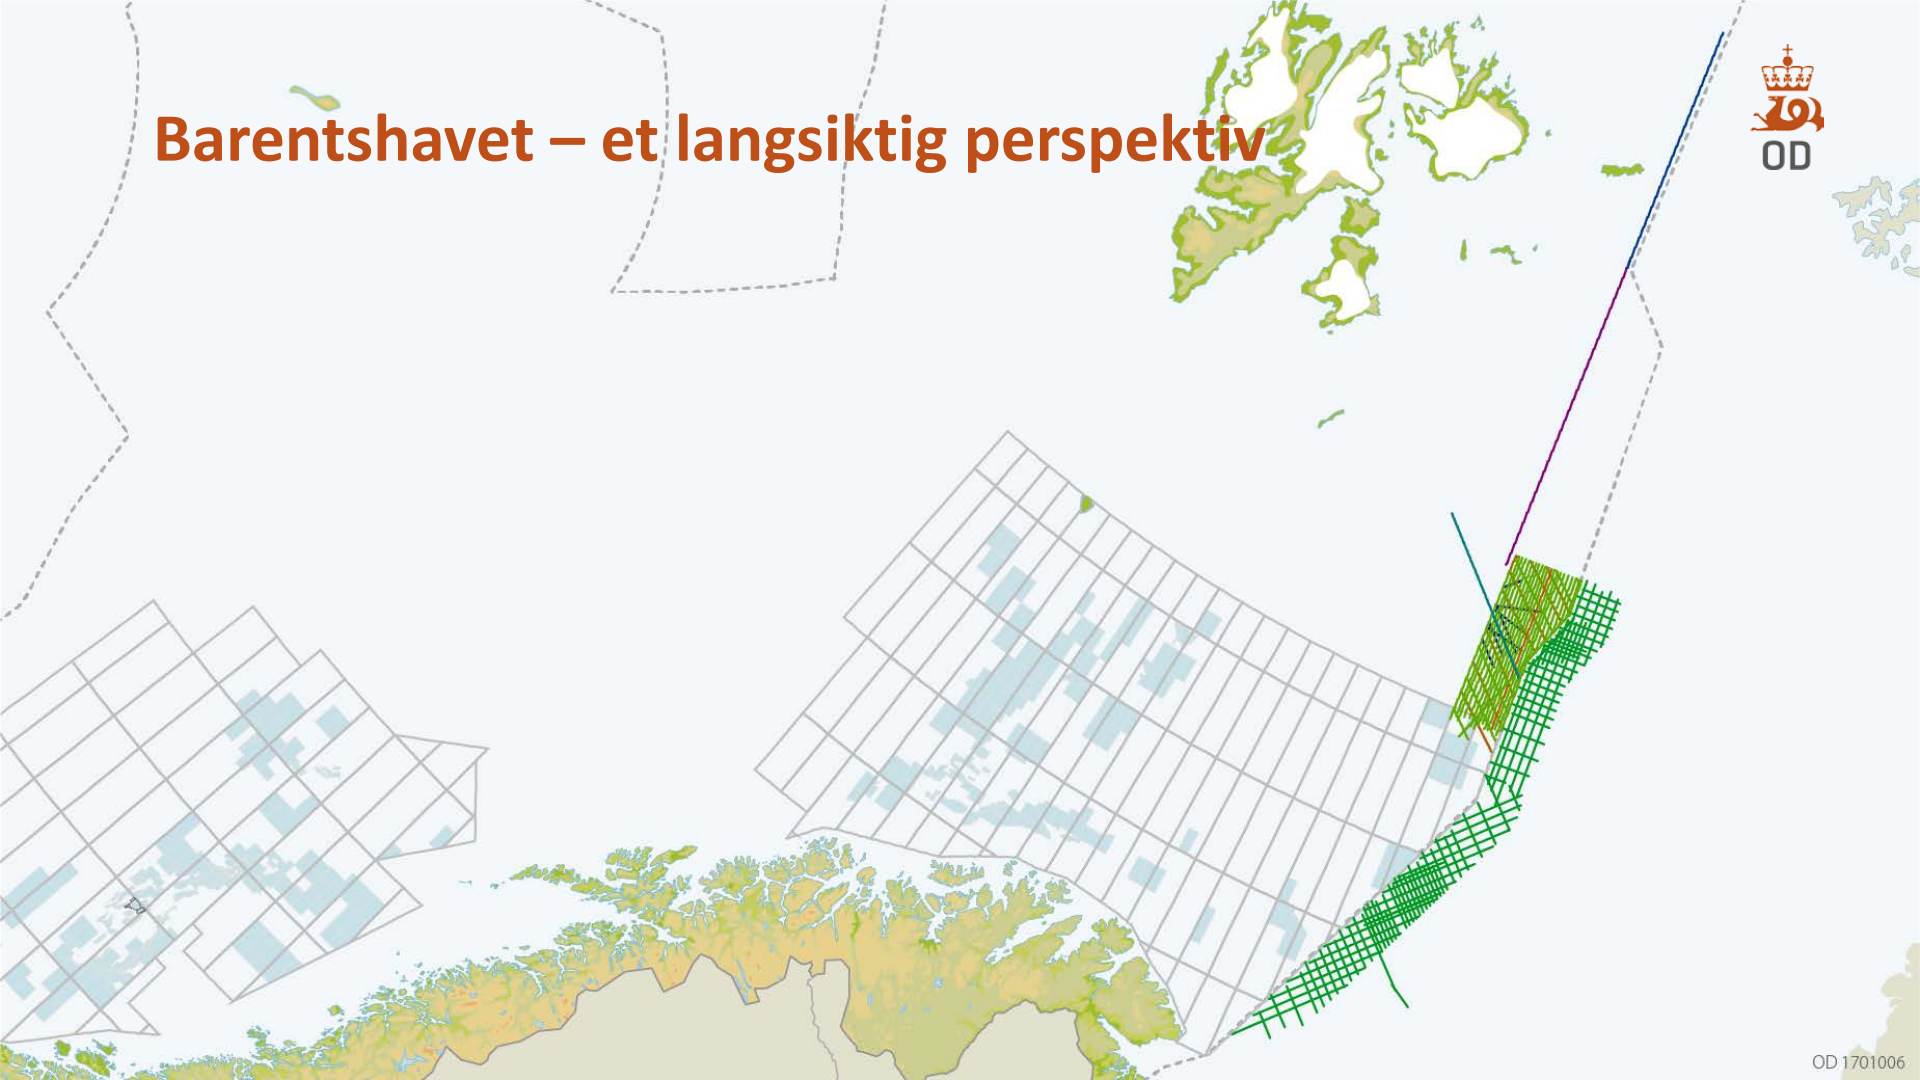 Barentshavet – et langsiktig perspektiv
OD
OD 1701006